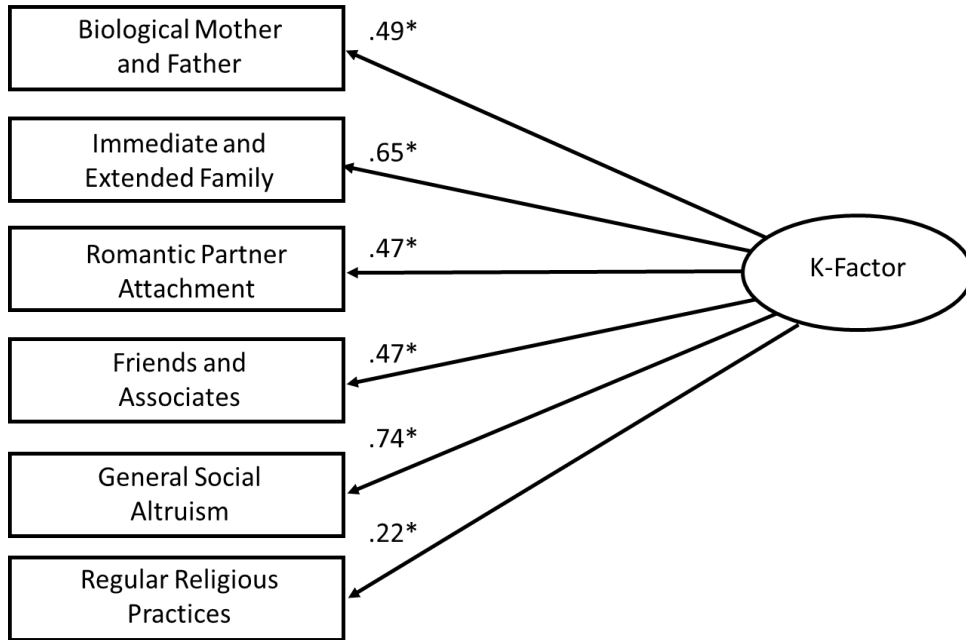 Biological Mother
and Father
.49*
Immediate and
Extended Family
.65*
Romantic Partner
Attachment
.47*
K-Factor
Friends and
Associates
.47*
General Social
Altruism
.74*
Regular Religious
Practices
.22*